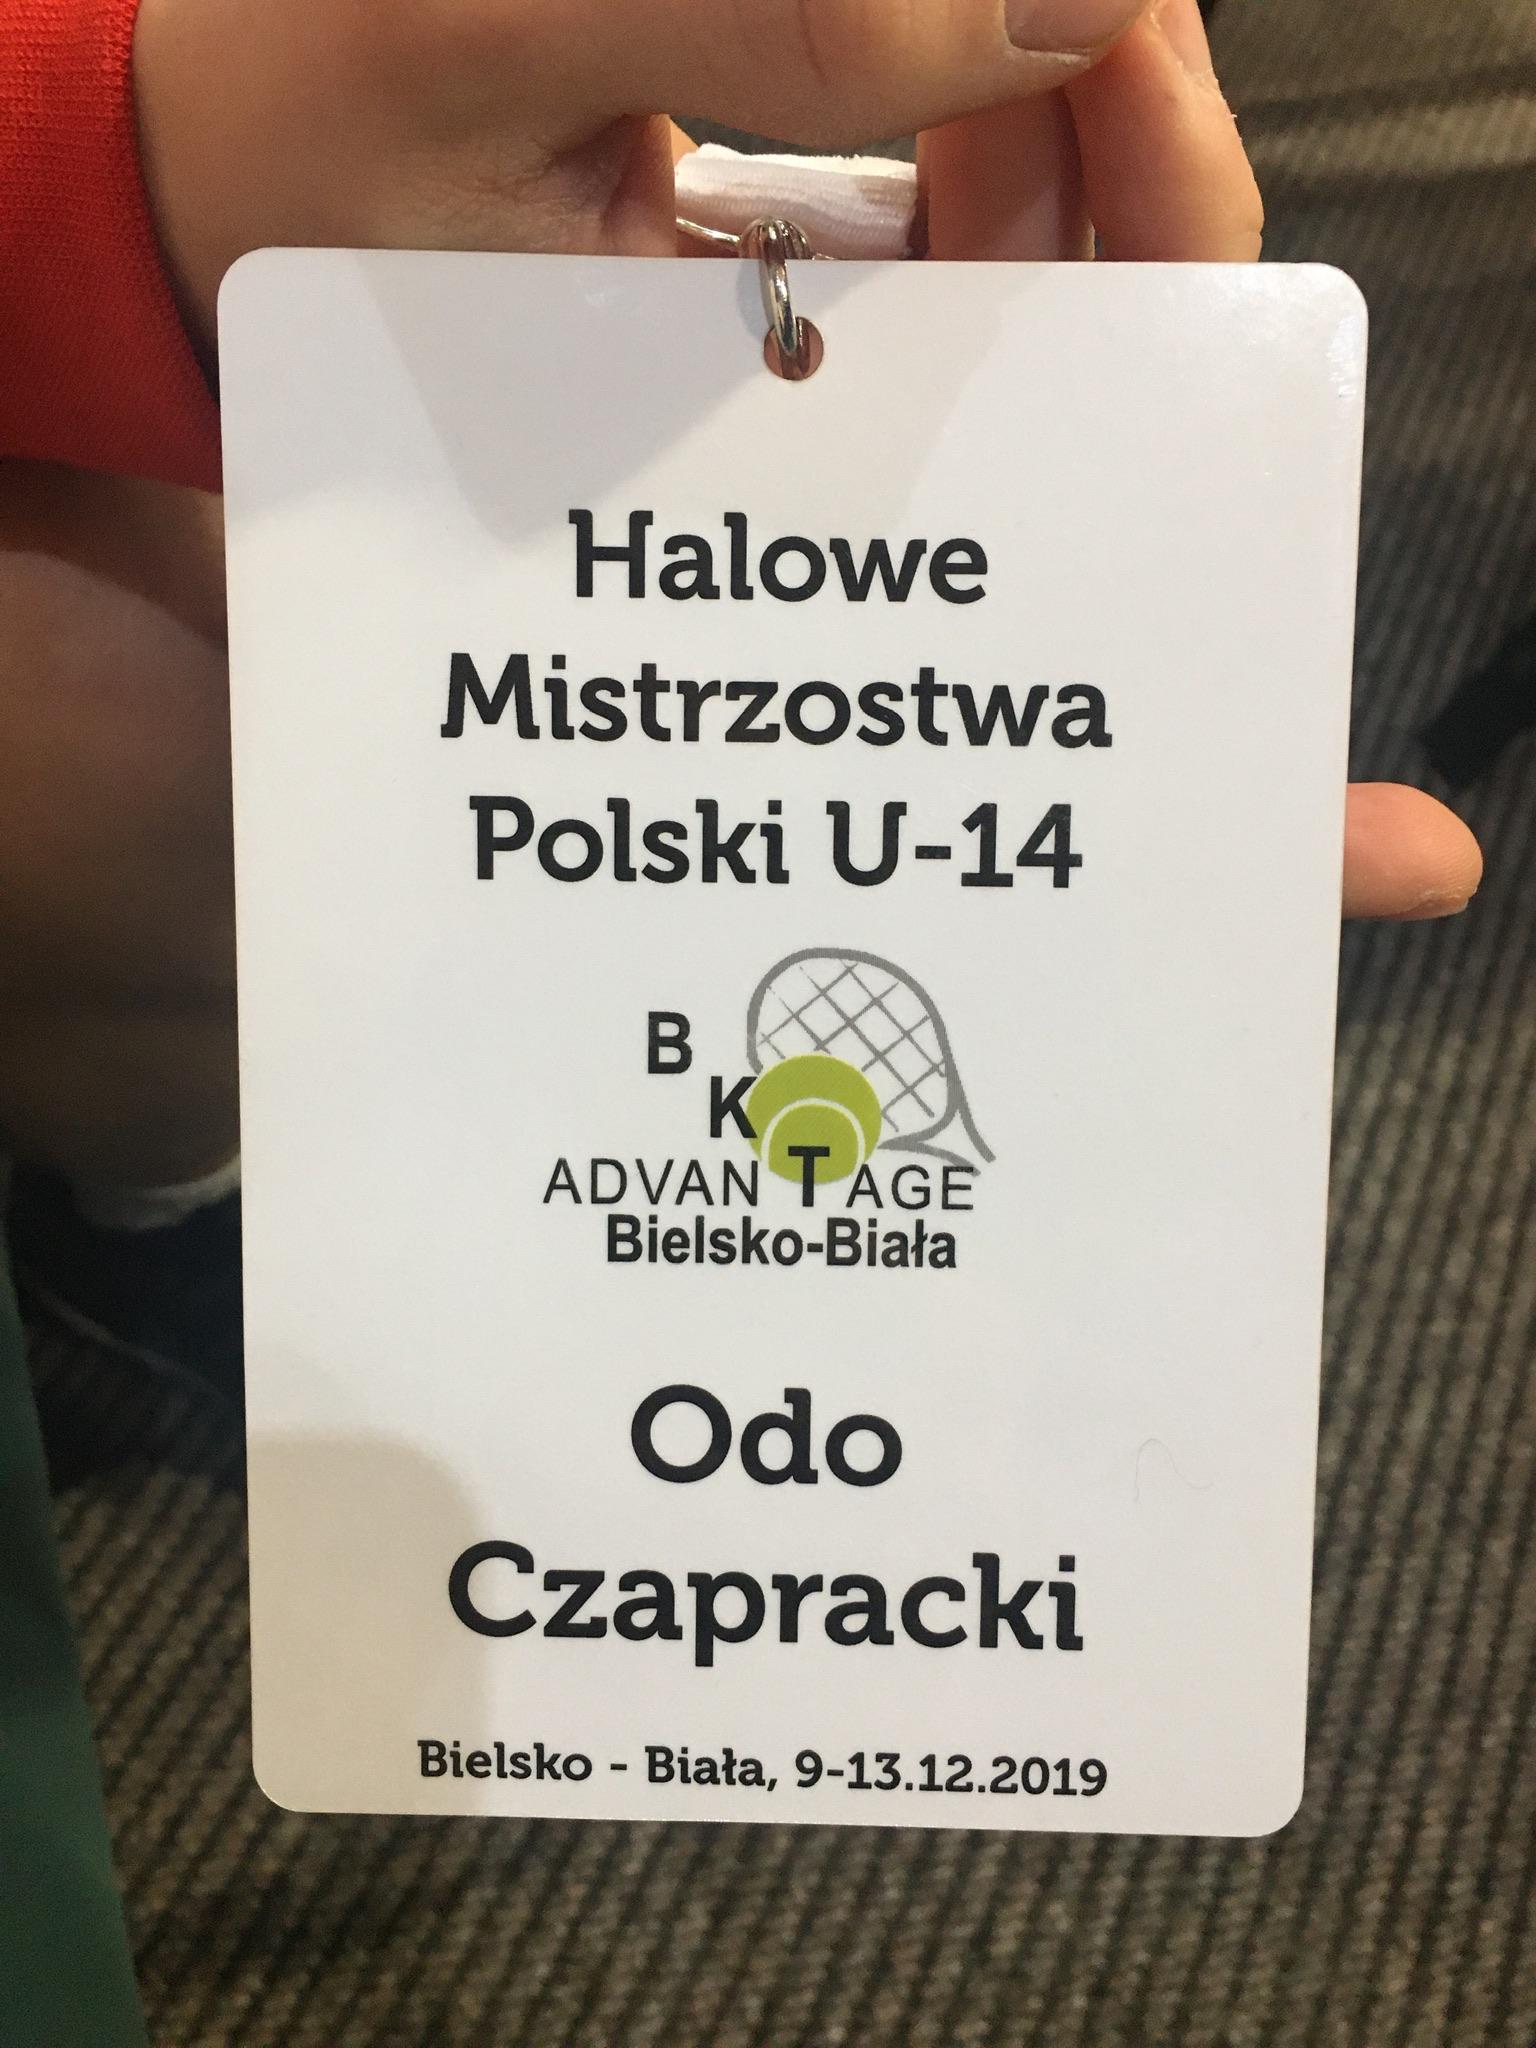 Halowe
Mistrzostwa
Polski U-14
B
K
ADVANTAGE
Bielsko-Biała
Odo
Czapracki
Bielsko - Biała, 9-13.12.2019